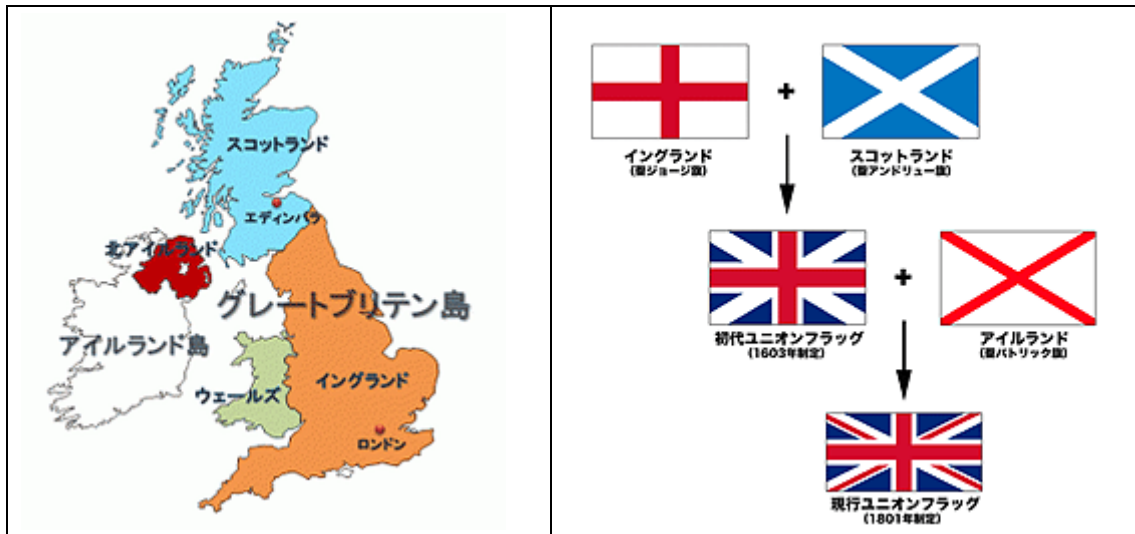 スコットランド
エディンバラ
北アイルランド
グレートブリテン島
アイルランド島
ウェールズ
イングランド
ロンドン
+
イングランド
(聖ジョージ旗)
スコットランド
(聖アンドリュー旗)
+
初代ユニオンフラッグ
(1603年制定)
アイルランド
(聖パトリック旗)
現行ユニオンフラッグ
(1801年制定)